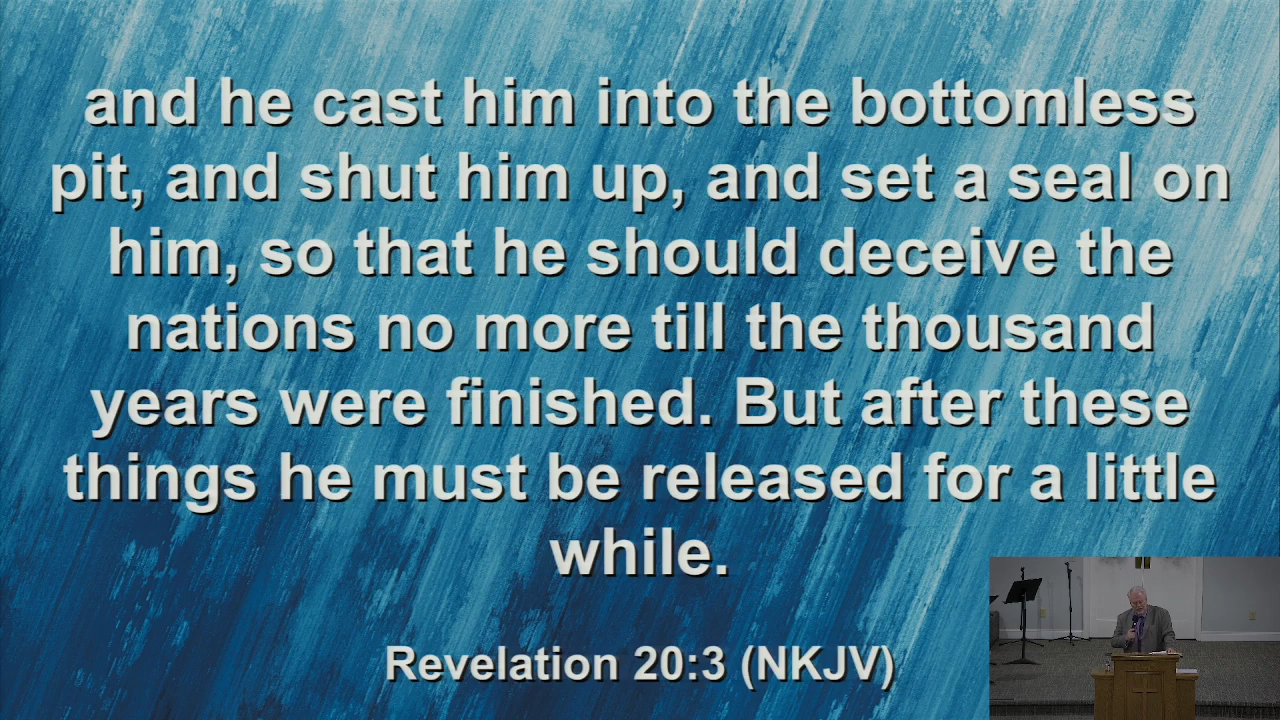 and he cast him into the bottomless
pit, and shut him up, and set a seal on
him, so that he should deceive the
nations no more till the thousand
years were finished. But after these
things he must be released for a little
while.
Revelation 20:3 (NKJV)